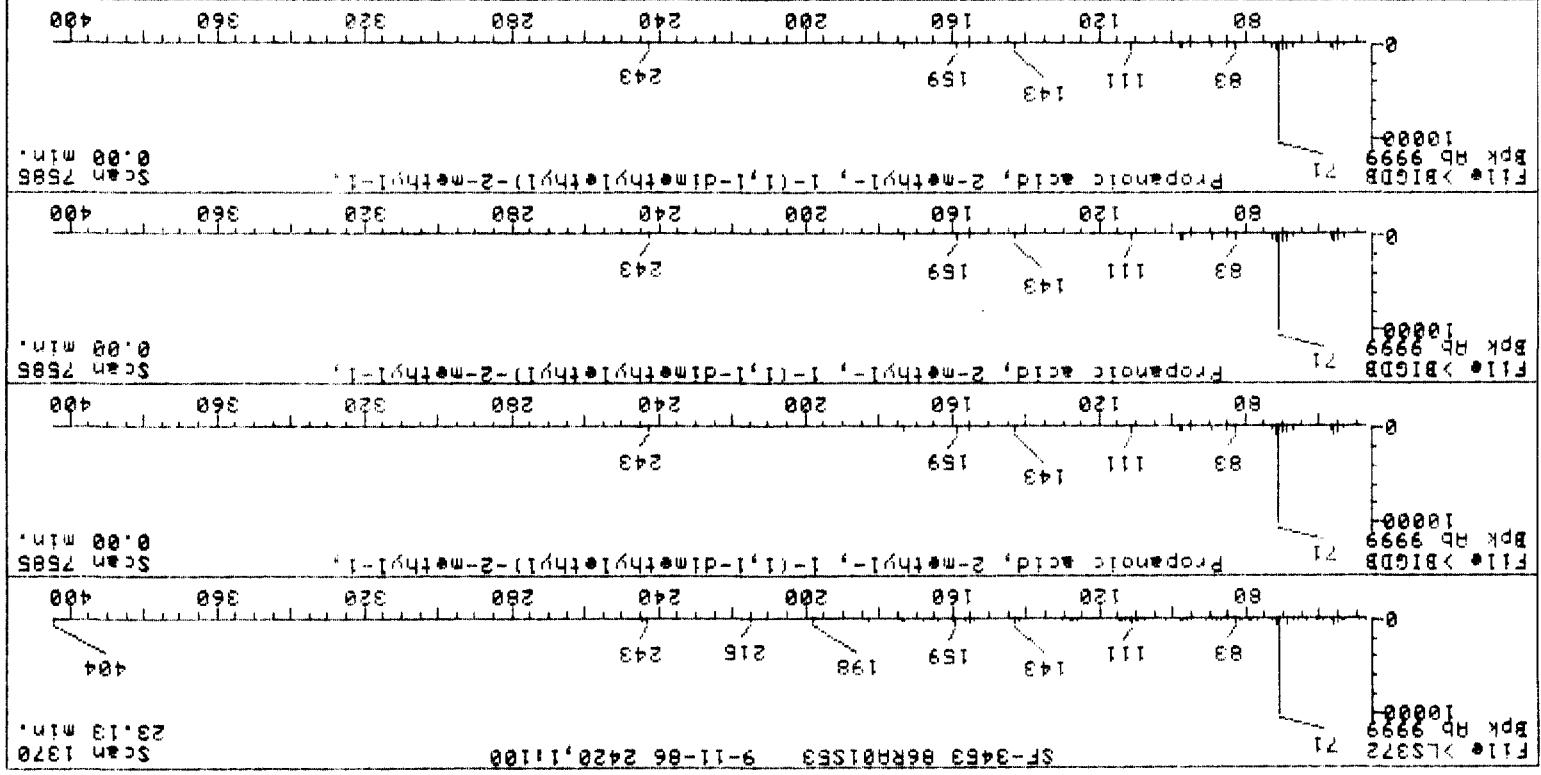 File >LS372 SF-3453 86RA01S53 9-11-86 2420,1:100 Scan 1370
Bpk Ab 9999 23.13 min.
10000
71
404
83 111 143 159 198 215 243
0
80 120 160 200 240 280 320 360 400
File >BIGDB Propanoic acid, 2-methyl-, 1-(1,1-dimethylethyl)-2-methyl-1, Scan 7585
Bpk Ab 9999 0.00 min.
10000
71
83 111 143 159 243
0
80 120 160 200 240 280 320 360 400
File >BIGDB Propanoic acid, 2-methyl-, 1-(1,1-dimethylethyl)-2-methyl-1, Scan 7585
Bpk Ab 9999 0.00 min.
10000
71
83 111 143 159 243
0
80 120 160 200 240 280 320 360 400
File >BIGDB Propanoic acid, 2-methyl-, 1-(1,1-dimethylethyl)-2-methyl-1, Scan 7585
Bpk Ab 9999 0.00 min.
10000
71
83 111 143 159 243
0
80 120 160 200 240 280 320 360 400